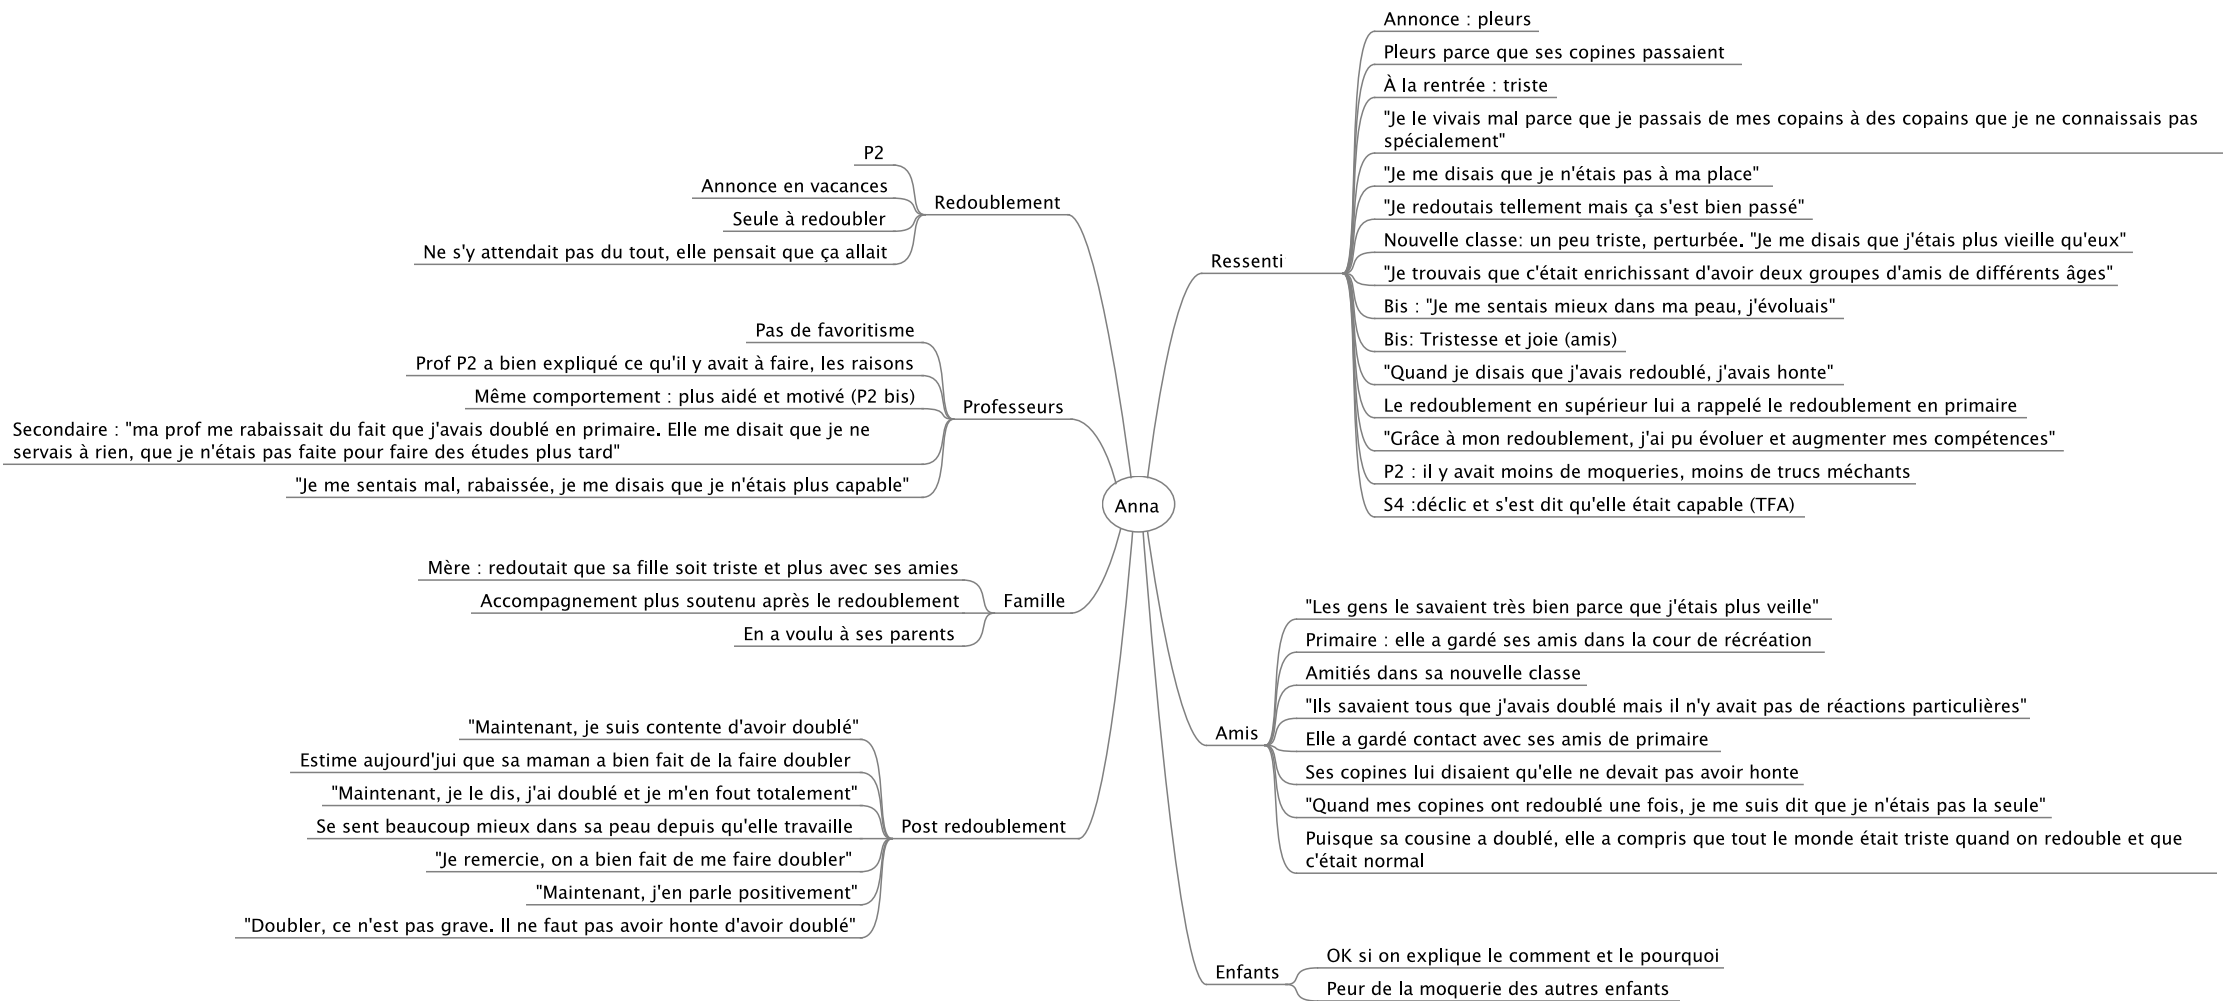 Anna
Redoublement
P2
Annonce en vacances
Seule à redoubler
Ne s'y attendait pas du tout, elle pensait que ça allait
Professeurs
Pas de favoritisme
Prof P2 a bien expliqué ce qu'il y avait à faire, les raisons
Même comportement : plus aidé et motivé (P2 bis)
Secondaire : "ma prof me rabaissait du fait que j'avais doublé en primaire. Elle me disait que je ne
servais à rien, que je n'étais pas faite pour faire des études plus tard"
"Je me sentais mal, rabaissée, je me disais que je n'étais plus capable"
Famille
Mère : redoutait que sa fille soit triste et plus avec ses amies
Accompagnement plus soutenu après le redoublement
En a voulu à ses parents
Post redoublement
"Maintenant, je suis contente d'avoir doublé"
Estime aujourd'jui que sa maman a bien fait de la faire doubler
"Maintenant, je le dis, j'ai doublé et je m'en fout totalement"
Se sent beaucoup mieux dans sa peau depuis qu'elle travaille
"Je remercie, on a bien fait de me faire doubler"
"Maintenant, j'en parle positivement"
"Doubler, ce n'est pas grave. Il ne faut pas avoir honte d'avoir doublé"
Ressenti
Annonce : pleurs
Pleurs parce que ses copines passaient
À la rentrée : triste
"Je le vivais mal parce que je passais de mes copains à des copains que je ne connaissais pas
spécialement"
"Je me disais que je n'étais pas à ma place"
"Je redoutais tellement mais ça s'est bien passé"
Nouvelle classe: un peu triste, perturbée. "Je me disais que j'étais plus vieille qu'eux"
"Je trouvais que c'était enrichissant d'avoir deux groupes d'amis de différents âges"
Bis : "Je me sentais mieux dans ma peau, j'évoluais"
Bis: Tristesse et joie (amis)
"Quand je disais que j'avais redoublé, j'avais honte"
Le redoublement en supérieur lui a rappelé le redoublement en primaire
"Grâce à mon redoublement, j'ai pu évoluer et augmenter mes compétences"
P2 : il y avait moins de moqueries, moins de trucs méchants
S4 :déclic et s'est dit qu'elle était capable (TFA)
Amis
"Les gens le savaient très bien parce que j'étais plus veille"
Primaire : elle a gardé ses amis dans la cour de récréation
Amitiés dans sa nouvelle classe
"Ils savaient tous que j'avais doublé mais il n'y avait pas de réactions particulières"
Elle a gardé contact avec ses amis de primaire
Ses copines lui disaient qu'elle ne devait pas avoir honte
"Quand mes copines ont redoublé une fois, je me suis dit que je n'étais pas la seule"
Puisque sa cousine a doublé, elle a compris que tout le monde était triste quand on redouble et que
c'était normal
Enfants
OK si on explique le comment et le pourquoi
Peur de la moquerie des autres enfants